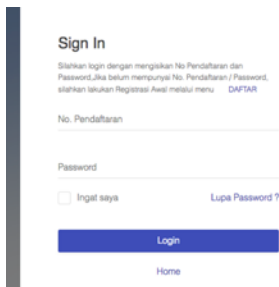 Sign In
Silahkan login dengan mengisikan No Pendaftaran dan
Password,Jika belum mempunyai No. Pendaftaran / Password,
silahkan lakukan Registrasi Awal melalui menu DAFTAR
No. Pendaftaran
Password
Ingat saya Lupa Password ?
Login
Home